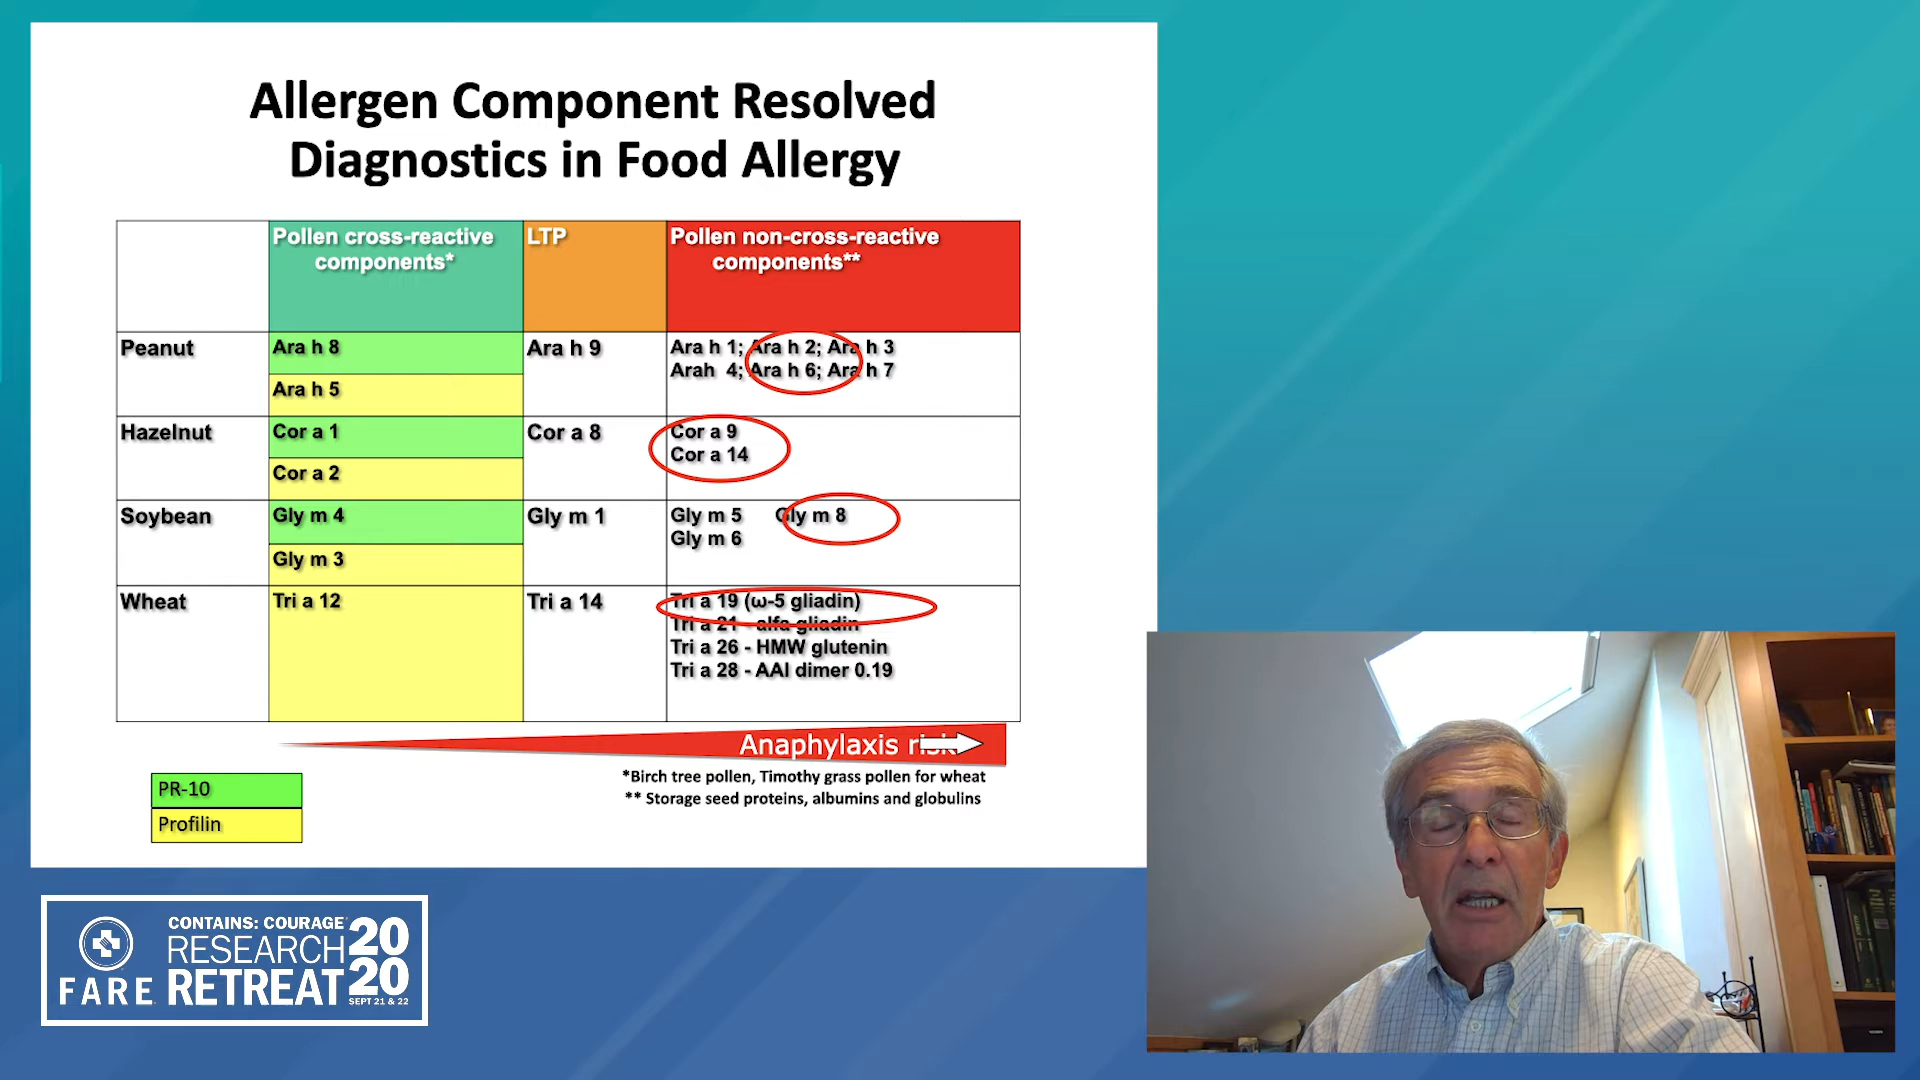 Allergen Component Resolved
Diagnostics in Food Allergy
Pollen cross-reactive
components*
LTP
Pollen non-cross-reactive
components**
Peanut
Ara h 8
Ara h 5
Ara h 9
Ara h 1; Ara h 2; Ara h 3
Arah 4; Ara h 6; Ara h 7
Hazelnut
Cor a 1
Cor a 2
Cor a 8
Cor a 9
Cor a 14
Soybean
Gly m 4
Gly m 3
Gly m 1
Gly m 5 Gly m 8
Gly m 6
Wheat
Tri a 12
Tri a 14
Tri a 19 (ω-5 gliadin)
Tri a 21 - alfa gliadin
Tri a 26 - HMW glutenin
Tri a 28 - AAI dimer 0.19
Anaphylaxis risk
*Birch tree pollen, Timothy grass pollen for wheat
** Storage seed proteins, albumins and globulins
PR-10
Profilin
FARE
CONTAINS: COURAGE
RESEARCH
RETREAT
2020
SEPT 21 & 22